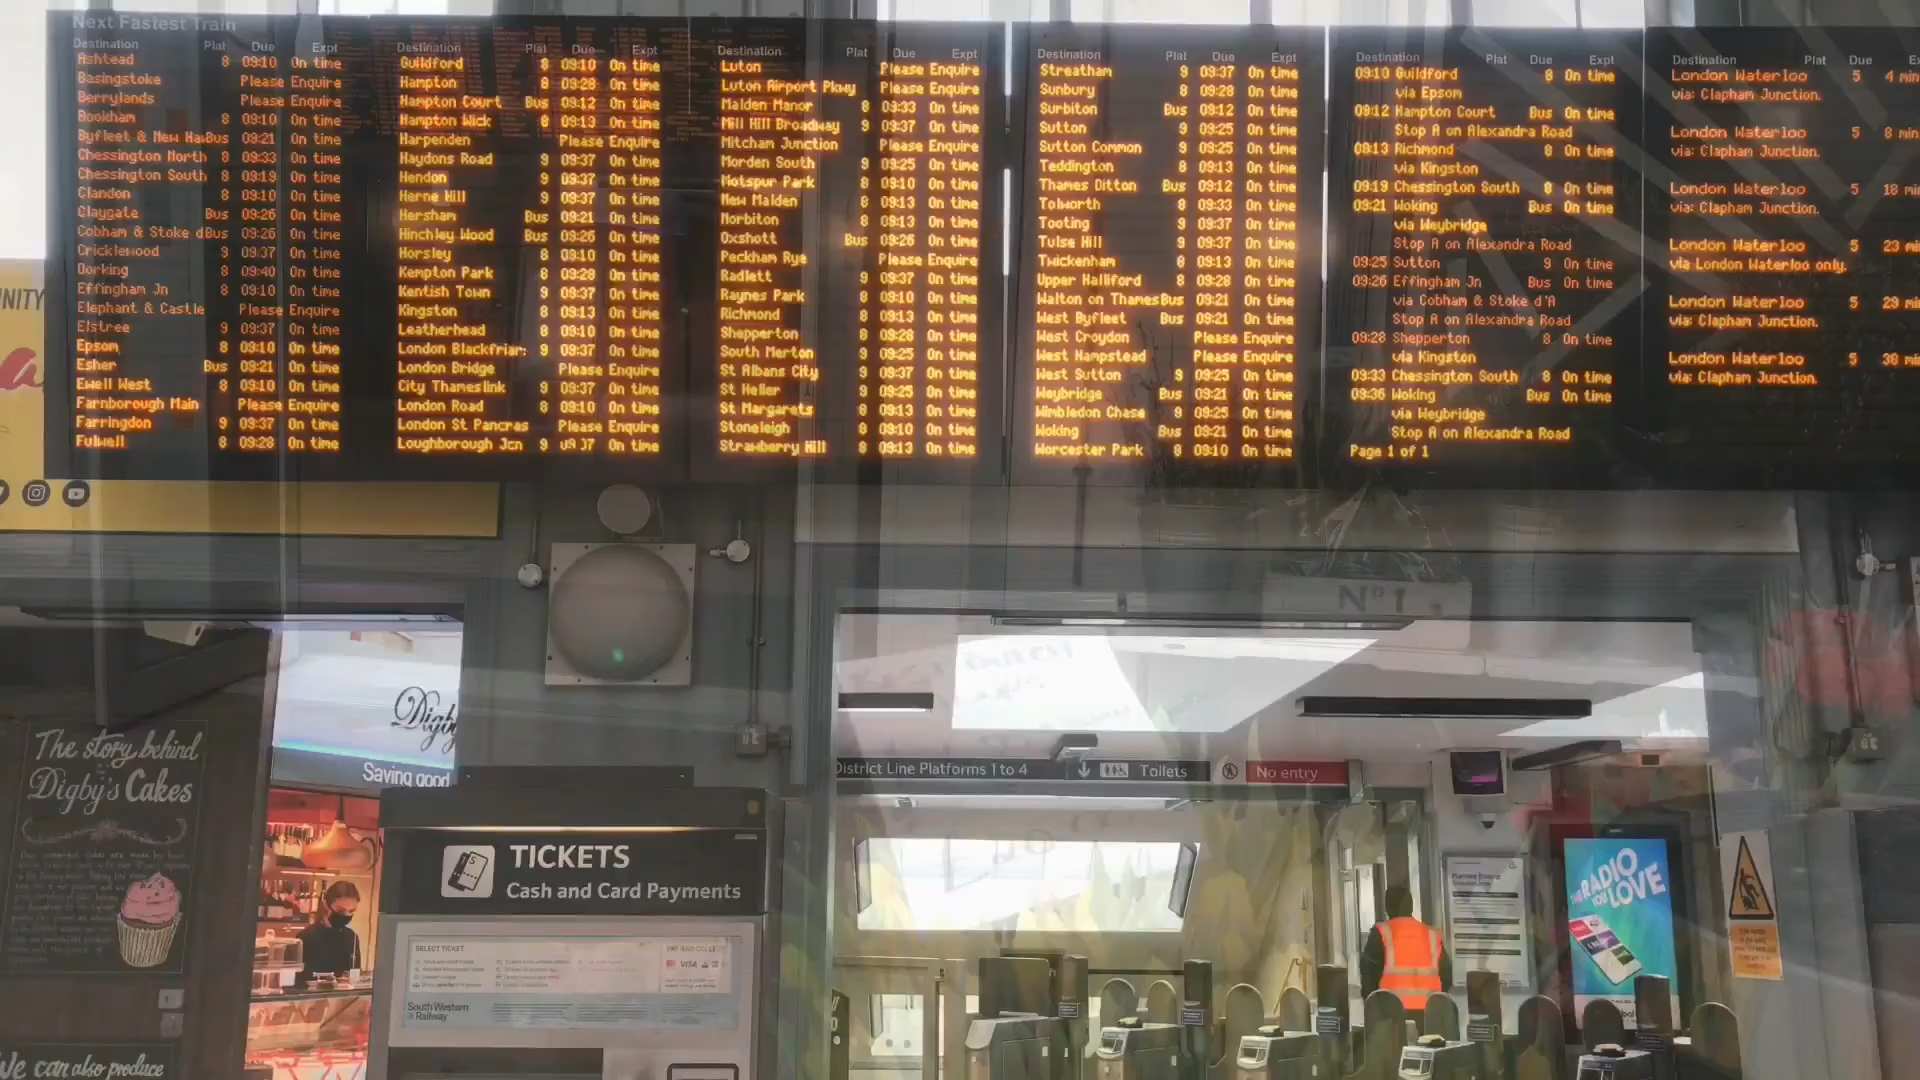 Next Fastest Train
Destination Plat Due Expt
Ashtead 8 09:10 On time
Basingstoke Please Enquire
Berrylands Please Enquire
Bookham 8 09:10 On time
Byfleet & New Haw Bus 09:21 On time
Chessington North 8 09:33 On time
Chessington South 8 09:19 On time
Clandon 8 09:10 On time
Claygate Bus 09:26 On time
Cobham & Stoke d Bus 09:26 On time
Cricklewood 9 09:37 On time
Dorking 8 09:40 On time
Effingham Jn 8 09:10 On time
Elephant & Castle Please Enquire
Elstree 9 09:37 On time
Epsom 8 09:10 On time
Esher Bus 09:21 On time
Ewell West 8 09:10 On time
Farnborough Main Please Enquire
Farringdon 9 09:37 On time
Fulwell 8 09:28 On time
Destination Plat Due Expt
Guildford 8 09:10 On time
Hampton 8 09:28 On time
Hampton Court Bus 09:12 On time
Hampton Wick 8 09:13 On time
Harpenden Please Enquire
Haydons Road 9 09:37 On time
Hendon 9 09:37 On time
Herne Hill 9 09:37 On time
Hersham Bus 09:21 On time
Hinchley Wood Bus 09:26 On time
Horsley 8 09:10 On time
Kempton Park 8 09:28 On time
Kentish Town 9 09:37 On time
Kingston 8 09:13 On time
Leatherhead 8 09:10 On time
London Blackfriar: 9 09:37 On time
London Bridge Please Enquire
City Thameslink 9 09:37 On time
London Road 8 09:10 On time
London St Pancras Please Enquire
Loughborough Jcn 9 09:37 On time
Destination Plat Due Expt
Luton Please Enquire
Luton Airport Pkwy Please Enquire
Malden Manor 8 09:33 On time
Mill Hill Broadway 9 09:37 On time
Mitcham Junction Please Enquire
Morden South 9 09:25 On time
Motspur Park 8 09:10 On time
New Malden 8 09:13 On time
Norbiton 8 09:13 On time
Oxshott Bus 09:26 On time
Peckham Rye Please Enquire
Radlett 9 09:37 On time
Raynes Park 8 09:10 On time
Richmond 8 09:13 On time
Shepperton 8 09:28 On time
South Merton 9 09:25 On time
St Albans City 9 09:37 On time
St Helier 9 09:25 On time
St Margarets 8 09:13 On time
Stoneleigh 8 09:10 On time
Strawberry Hill 8 09:13 On time
Destination Plat Due Expt
Streatham 9 09:37 On time
Sunbury 8 09:28 On time
Surbiton Bus 09:12 On time
Sutton 9 09:25 On time
Sutton Common 9 09:25 On time
Teddington 8 09:13 On time
Thames Ditton Bus 09:12 On time
Tolworth 8 09:33 On time
Tooting 9 09:37 On time
Tulse Hill 9 09:37 On time
Twickenham 8 09:13 On time
Upper Halliford 8 09:28 On time
Walton on Thames Bus 09:21 On time
West Byfleet Bus 09:21 On time
West Croydon Please Enquire
West Hampstead Please Enquire
West Sutton 9 09:25 On time
Weybridge Bus 09:21 On time
Wimbledon Chase 9 09:25 On time
Woking Bus 09:21 On time
Worcester Park 8 09:10 On time
Destination Plat Due Expt
09:10 Guildford 8 On time
via Epsom
09:12 Hampton Court Bus On time
Stop A on Alexandra Road
09:13 Richmond 8 On time
via Kingston
09:19 Chessington South 8 On time
09:21 Woking Bus On time
via Weybridge
Stop A on Alexandra Road
09:25 Sutton 9 On time
09:26 Effingham Jn Bus On time
via Cobham & Stoke d'A
Stop A on Alexandra Road
09:28 Shepperton 8 On time
via Kingston
09:33 Chessington South 8 On time
09:36 Woking Bus On time
via Weybridge
Stop A on Alexandra Road
Page 1 of 1
Destination Plat Due Ex
London Waterloo 5 4 min
via: Clapham Junction.
London Waterloo 5 8 min
via: Clapham Junction.
London Waterloo 5 18 min
via: Clapham Junction.
London Waterloo 5 23 min
via London Waterloo only.
London Waterloo 5 29 min
via: Clapham Junction.
London Waterloo 5 38 min
via: Clapham Junction.
NITY
Nº1
The story behind
Digby's Cakes
Digby
Saving good
District Line Platforms 1 to 4
Toilets
No entry
TICKETS
Cash and Card Payments
SELECT TICKET
VISA
South Western
Railway
THE RADIO
YOU LOVE
We can also produce